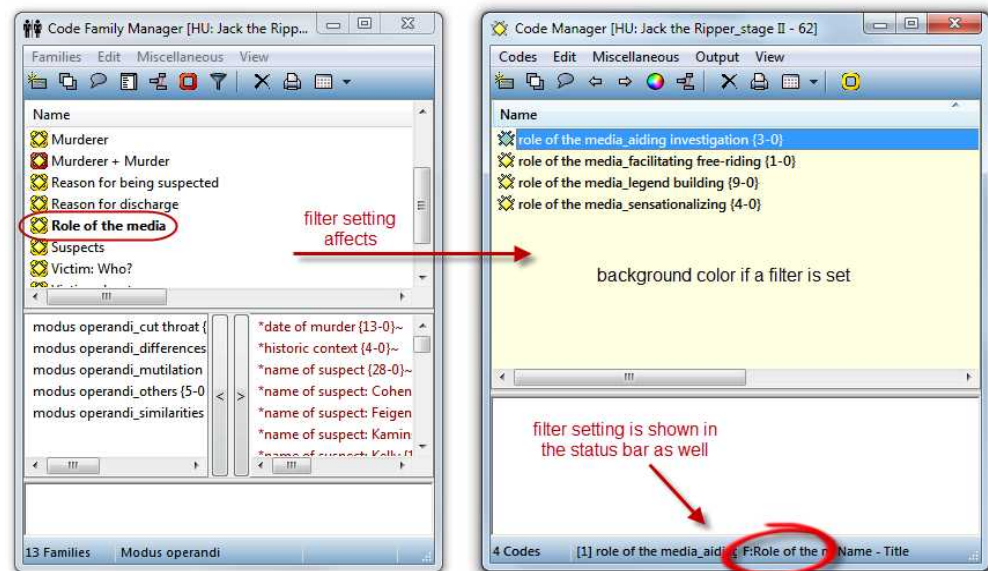 Code Family Manager [HU: Jack the Ripp...
Families Edit Miscellaneous View
Name
Murderer
Murderer + Murder
Reason for being suspected
Reason for discharge
Role of the media
Suspects
Victim: Who?
modus operandi_cut throat {
modus operandi_differences
modus operandi_mutilation
modus operandi_others {5-0
modus operandi_similarities
< >
*date of murder {13-0}~
*historic context {4-0}~
*name of suspect {28-0}~
*name of suspect: Cohen
*name of suspect: Feigen
*name of suspect: Kamin
*name of suspect: Kelly {1
13 Families Modus operandi
filter setting
affects
Code Manager [HU: Jack the Ripper_stage II - 62]
Codes Edit Miscellaneous Output View
Name
role of the media_aiding investigation {3-0}
role of the media_facilitating free-riding {1-0}
role of the media_legend building {9-0}
role of the media_sensationalizing {4-0}
background color if a filter is set
filter setting is shown in
the status bar as well
4 Codes [1] role of the media_aiding F:Role of the m Name - Title